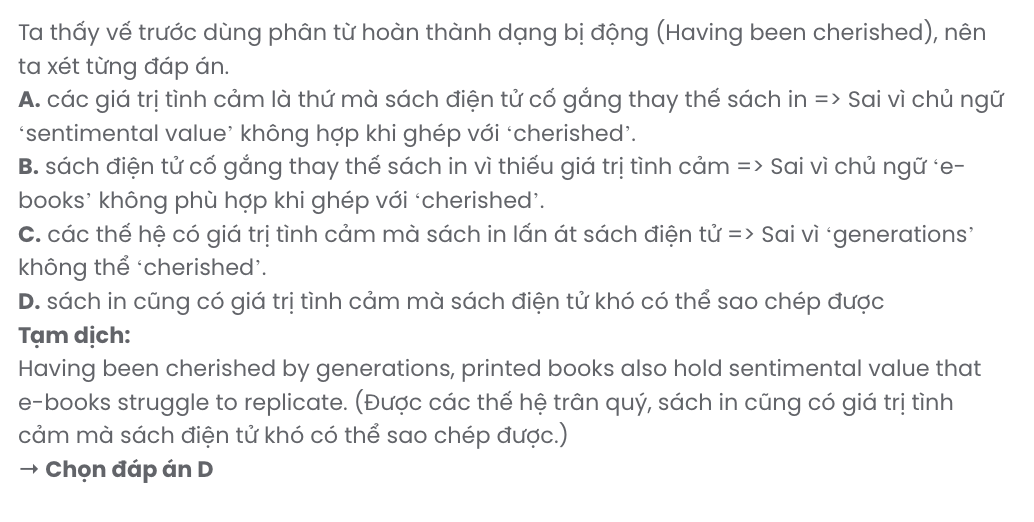 Ta thấy vế trước dùng phân từ hoàn thành dạng bị động (Having been cherished), nên
ta xét từng đáp án.
A. các giá trị tình cảm là thứ mà sách điện tử cố gắng thay thế sách in => Sai vì chủ ngữ
‘sentimental value’ không hợp khi ghép với ‘cherished’.
B. sách điện tử cố gắng thay thế sách in vì thiếu giá trị tình cảm => Sai vì chủ ngữ ‘e-
books’ không phù hợp khi ghép với ‘cherished’.
C. các thế hệ có giá trị tình cảm mà sách in lấn át sách điện tử => Sai vì ‘generations’
không thể ‘cherished’.
D. sách in cũng có giá trị tình cảm mà sách điện tử khó có thể sao chép được
Tạm dịch:
Having been cherished by generations, printed books also hold sentimental value that
e-books struggle to replicate. (Được các thế hệ trân quý, sách in cũng có giá trị tình
cảm mà sách điện tử khó có thể sao chép được.)
→ Chọn đáp án D